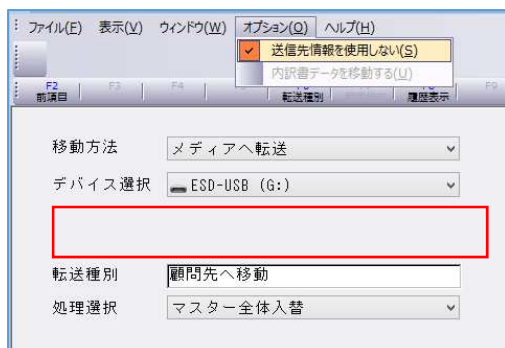 ファイル(F) 表示(V) ウィンドウ(W) オプション(O) ヘルプ(H)
送信先情報を使用しない(S)
内訳書データを移動する(U)
F2 F3 F4 F9
前項目 転送種別 履歴表示
移動方法 メディアへ転送
デバイス選択 ESD-USB (G:)
転送種別 顧問先へ移動
処理選択 マスター全体入替